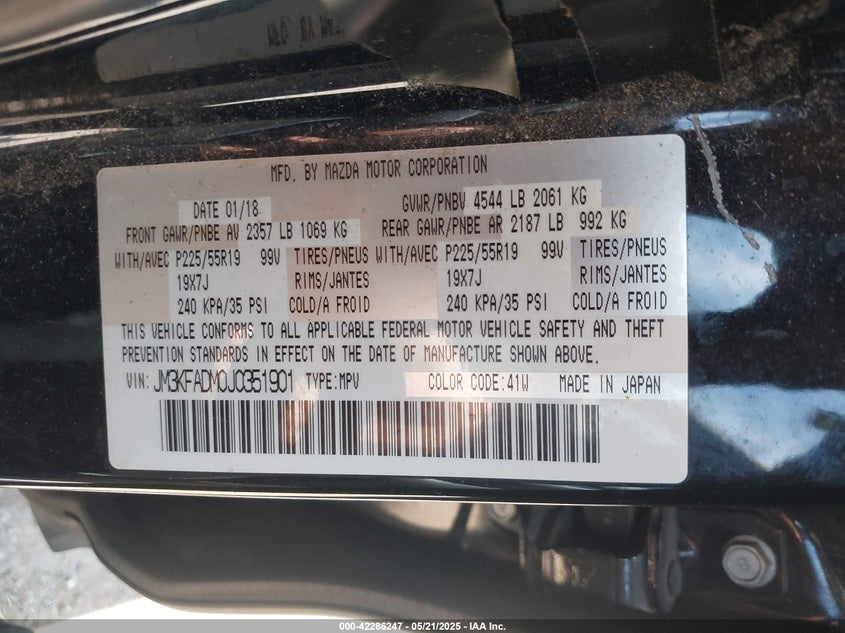 MFD. BY MAZDA MOTOR CORPORATION
DATE 01/18 GVWR/PNBV 4544 LB 2061 KG
FRONT GAWR/PNBE AV 2357 LB 1069 KG REAR GAWR/PNBE AR 2187 LB 992 KG
WITH/AVEC P225/55R19 99V TIRES/PNEUS WITH/AVEC P225/55R19 99V TIRES/PNEUS
19X7J RIMS/JANTES 19X7J RIMS/JANTES
240 KPA/35 PSI COLD/A FROID 240 KPA/35 PSI COLD/A FROID
THIS VEHICLE CONFORMS TO ALL APPLICABLE FEDERAL MOTOR VEHICLE SAFETY AND THEFT
PREVENTION STANDARDS IN EFFECT ON THE DATE OF MANUFACTURE SHOWN ABOVE.
VIN: JM3KFADM0J0351901 TYPE:MPV COLOR CODE:41W MADE IN JAPAN
000-42286247 - 05/21/2025 - IAA Inc.